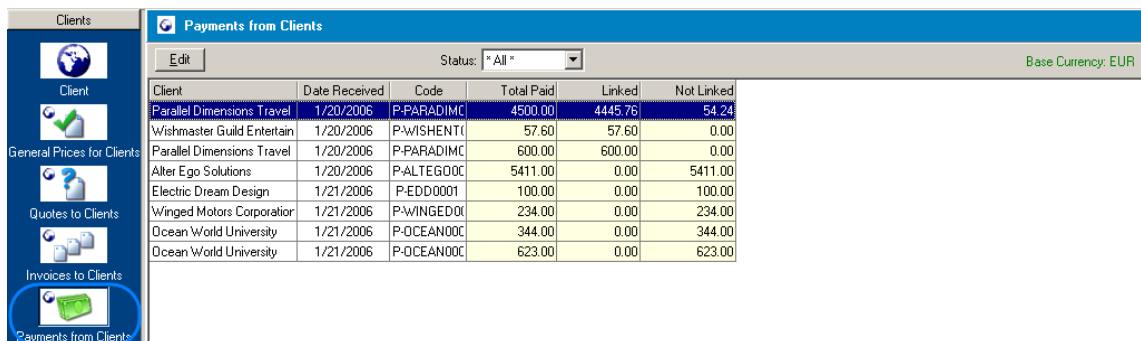 Clients
Payments from Clients
Edit Status: * All * Base Currency: EUR
Client
General Prices for Clients
Quotes to Clients
Invoices to Clients
Payments from Clients
Client Date Received Code Total Paid Linked Not Linked
Parallel Dimensions Travel 1/20/2006 4500.00 4445.76 54.24
Wishmaster Guild Entertain 1/20/2006 57.60 57.60 0.00
Parallel Dimensions Travel 1/20/2006 600.00 600.00 0.00
Alter Ego Solutions 1/20/2006 5411.00 0.00 5411.00
Electric Dream Design 1/21/2006 P-EDD0001 100.00 0.00 100.00
Winged Motors Corporation 1/21/2006 234.00 0.00 234.00
Ocean World University 1/21/2006 344.00 0.00 344.00
Ocean World University 1/21/2006 623.00 0.00 623.00